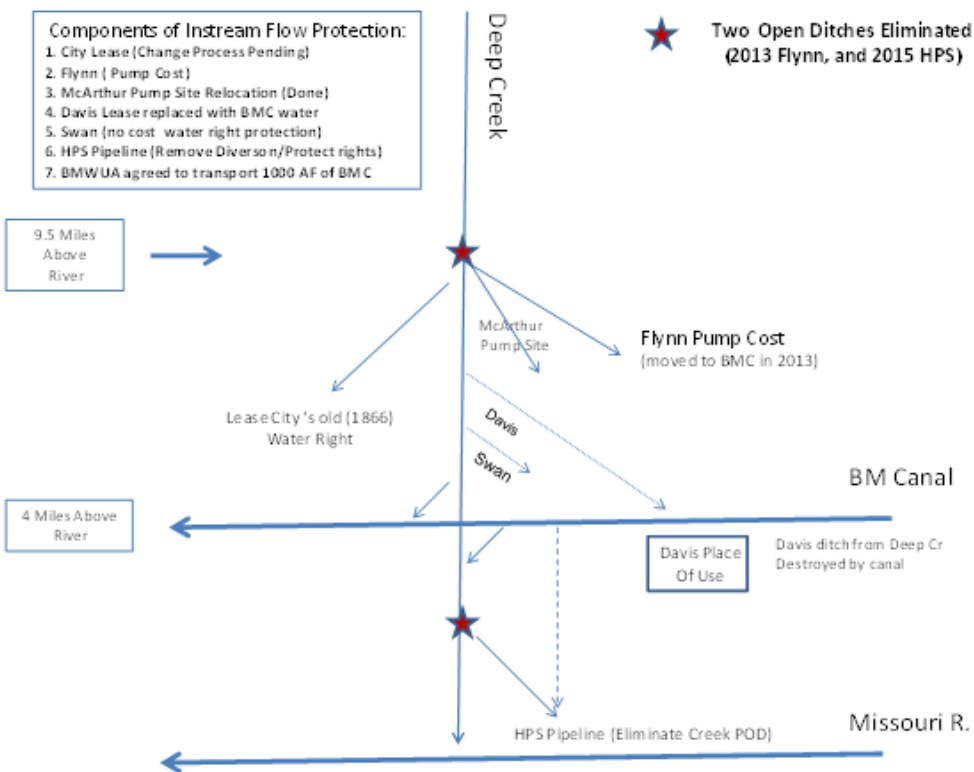 Components of Instream Flow Protection:
1. City Lease (Change Process Pending)
2. Flynn ( Pump Cost)
3. McArthur Pump Site Relocation (Done)
4. Davis Lease replaced with BMC water
5. Swan (no cost water right protection)
6. HPS Pipeline (Remove Diverson/Protect rights)
7. BMWUA agreed to transport 1000 AF of BMC
Deep Creek
Two Open Ditches Eliminated
(2013 Flynn, and 2015 HPS)
9.5 Miles
Above
River
McArthur
Pump Site
Flynn Pump Cost
(moved to BMC in 2013)
Lease City's old (1866)
Water Right
Davis
Swan
BM Canal
4 Miles Above
River
Davis Place
Of Use
Davis ditch from Deep Cr
Destroyed by canal
HPS Pipeline (Eliminate Creek POD)
Missouri R.